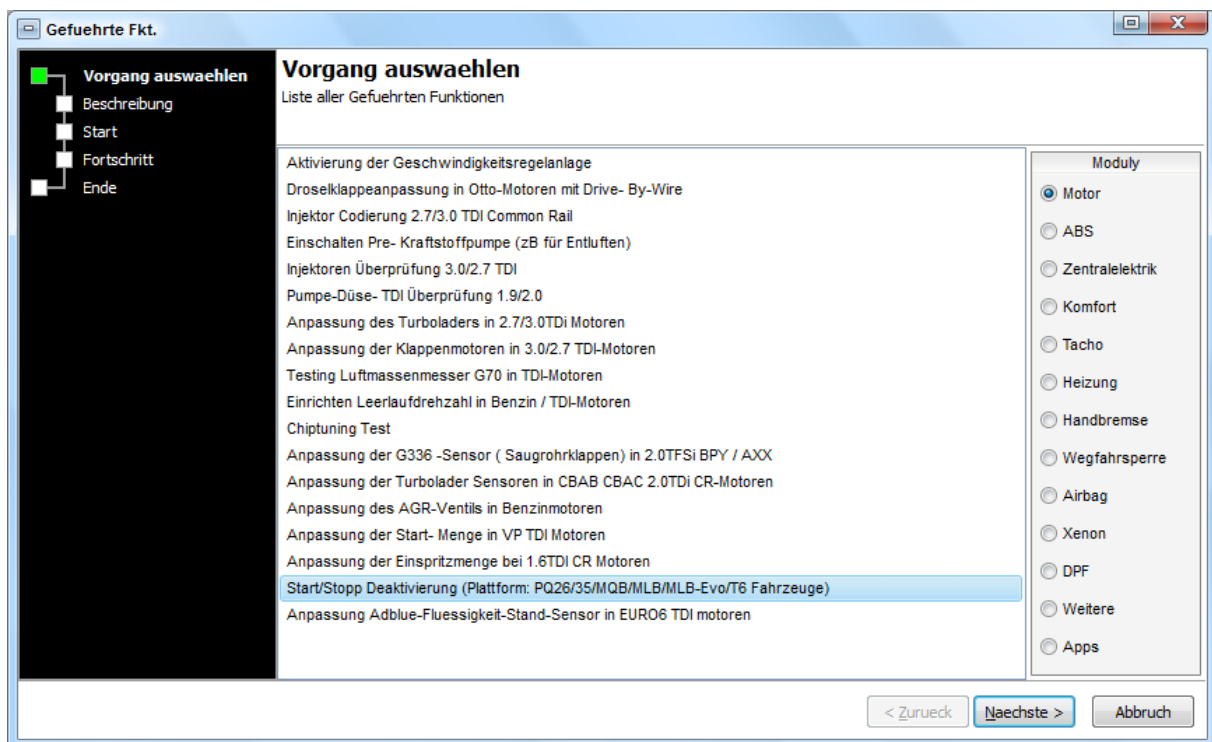 Gefuehrte Fkt.
Vorgang auswaehlen
Beschreibung
Start
Fortschritt
Ende
Vorgang auswaehlen
Liste aller Gefuehrten Funktionen
Aktivierung der Geschwindigkeitsregelanlage
Droselklappeanpassung in Otto-Motoren mit Drive- By-Wire
Injektor Codierung 2.7/3.0 TDI Common Rail
Einschalten Pre- Kraftstoffpumpe (zB für Entluften)
Injektoren Überprüfung 3.0/2.7 TDI
Pumpe-Düse- TDI Überprüfung 1.9/2.0
Anpassung des Turboladers in 2.7/3.0TDi Motoren
Anpassung der Klappenmotoren in 3.0/2.7 TDI-Motoren
Testing Luftmassenmesser G70 in TDI-Motoren
Einrichten Leerlaufdrehzahl in Benzin / TDI-Motoren
Chiptuning Test
Anpassung der G336 -Sensor ( Saugrohrklappen) in 2.0TFSi BPY / AXX
Anpassung der Turbolader Sensoren in CBAB CBAC 2.0TDi CR-Motoren
Anpassung des AGR-Ventils in Benzinmotoren
Anpassung der Start- Menge in VP TDI Motoren
Anpassung der Einspritzmenge bei 1.6TDI CR Motoren
Start/Stopp Deaktivierung (Plattform: PQ26/35/MQB/MLB/MLB-Evo/T6 Fahrzeuge)
Anpassung Adblue-Fluessigkeit-Stand-Sensor in EURO6 TDI motoren
Moduly
Motor
ABS
Zentralelektrik
Komfort
Tacho
Heizung
Handbremse
Wegfahrsperre
Airbag
Xenon
DPF
Weitere
Apps
< Zurueck
Naechste >
Abbruch